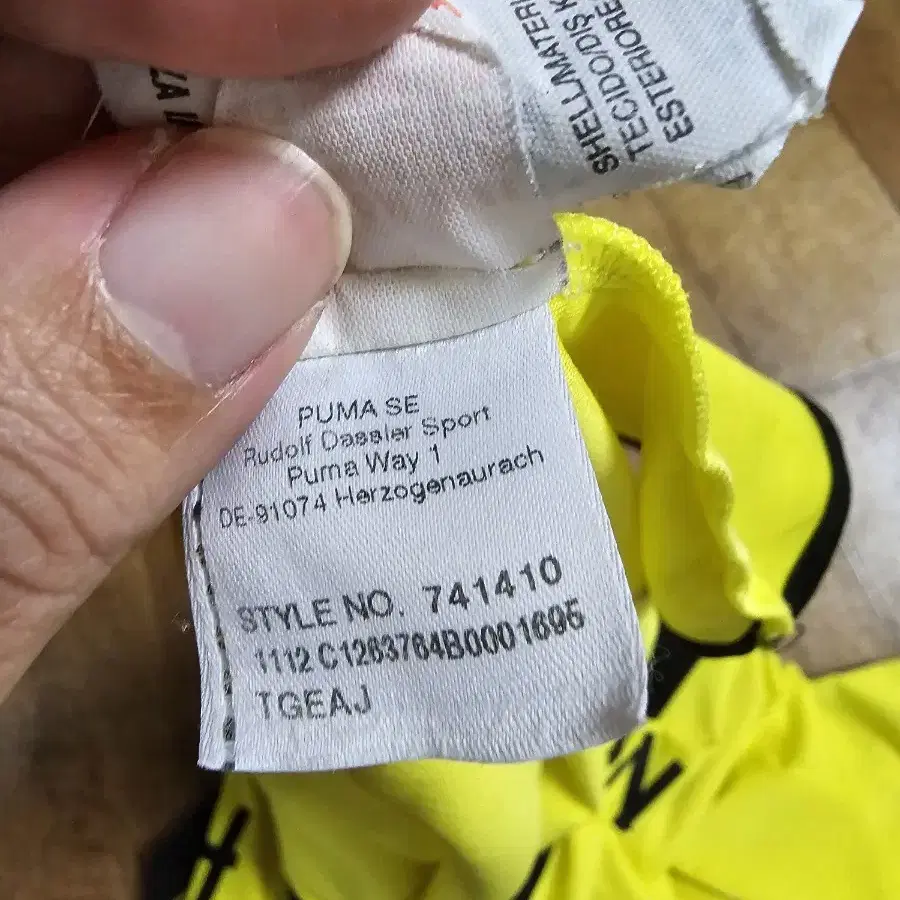 SHELLMATERI
TECIDO/DIŞ K
ESTERIORE
ZA
PUMA SE
Rudolf Dassler Sport
Puma Way 1
DE-91074 Herzogenaurach
STYLE NO. 741410
1112 C1263764B0001695
TGEAJ